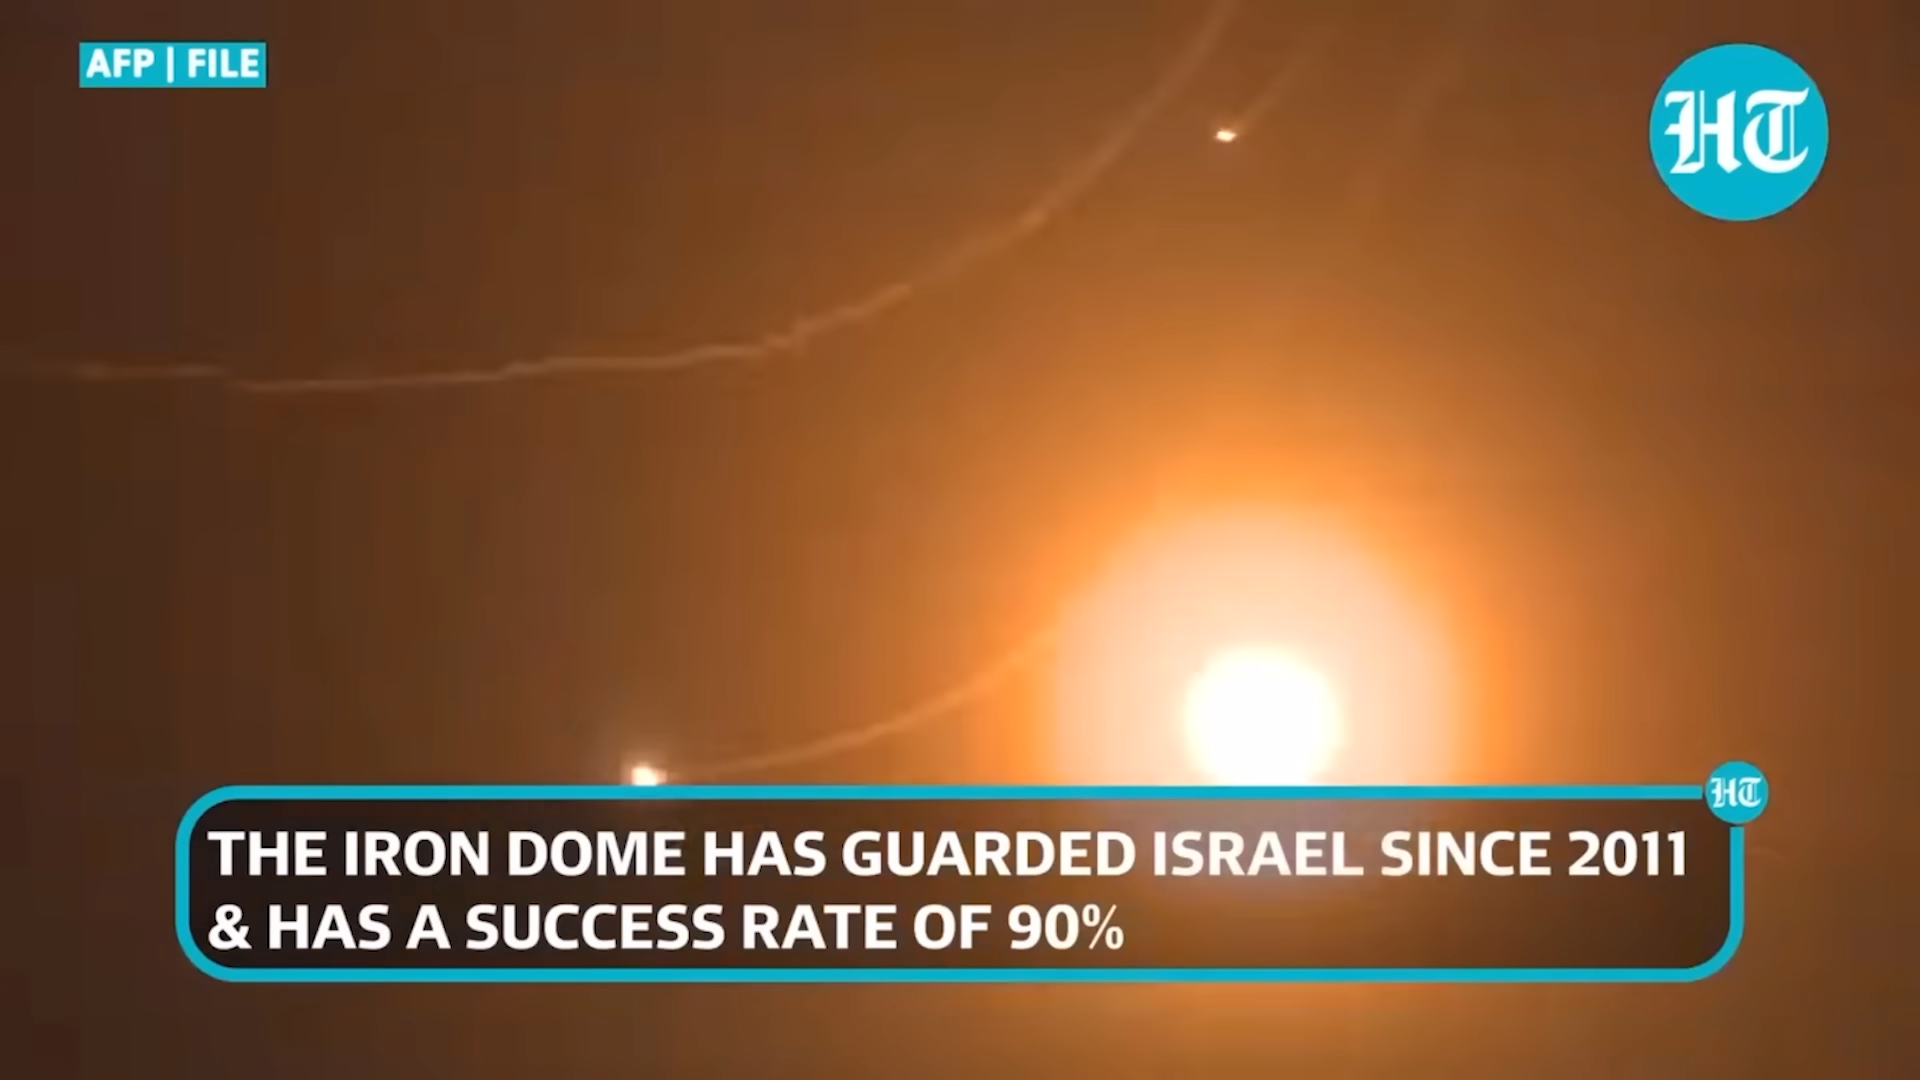 AFP | FILE
HT
HT
THE IRON DOME HAS GUARDED ISRAEL SINCE 2011
& HAS A SUCCESS RATE OF 90%